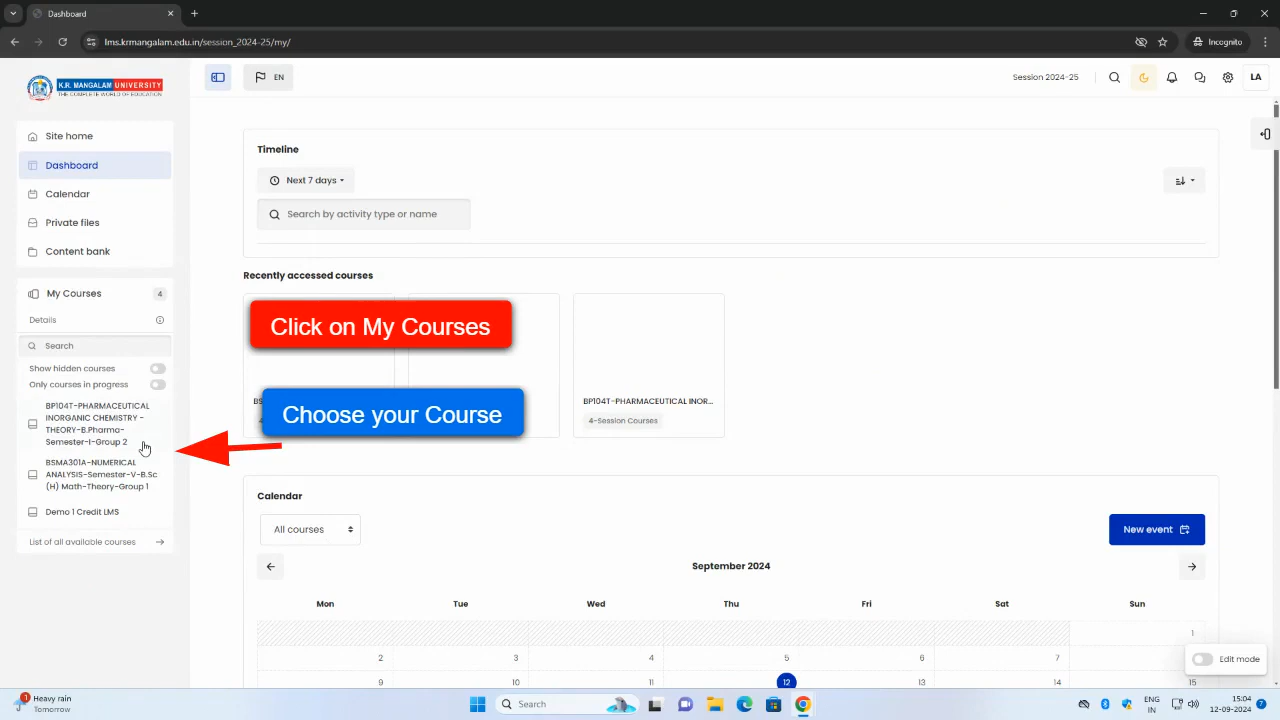 Dashboard
lms.krmangalam.edu.in/session_2024-25/my/
Incognito
K.R. MANGALAM UNIVERSITY
THE COMPLETE WORLD OF EDUCATION
EN
Session 2024-25
LA
Site home
Dashboard
Calendar
Private files
Content bank
My Courses 4
Details
Search
Show hidden courses
Only courses in progress
BP104T-PHARMACEUTICAL
INORGANIC CHEMISTRY -
THEORY-B.Pharma-
Semester-I-Group 2
BSMA301A-NUMERICAL
ANALYSIS-Semester-V-B.Sc
(H) Math-Theory-Group 1
Demo 1 Credit LMS
List of all available courses
Timeline
Next 7 days
Search by activity type or name
Recently accessed courses
Click on My Courses
Choose your Course
BP104T-PHARMACEUTICAL INOR...
4-Session Courses
Calendar
All courses
New event
September 2024
Mon Tue Wed Thu Fri Sat Sun
1
2 3 4 5 6 7
9 10 11 12 13 14 15
Edit mode
1
Heavy rain
Tomorrow
Search
ENG
IN
15:04
12-09-2024